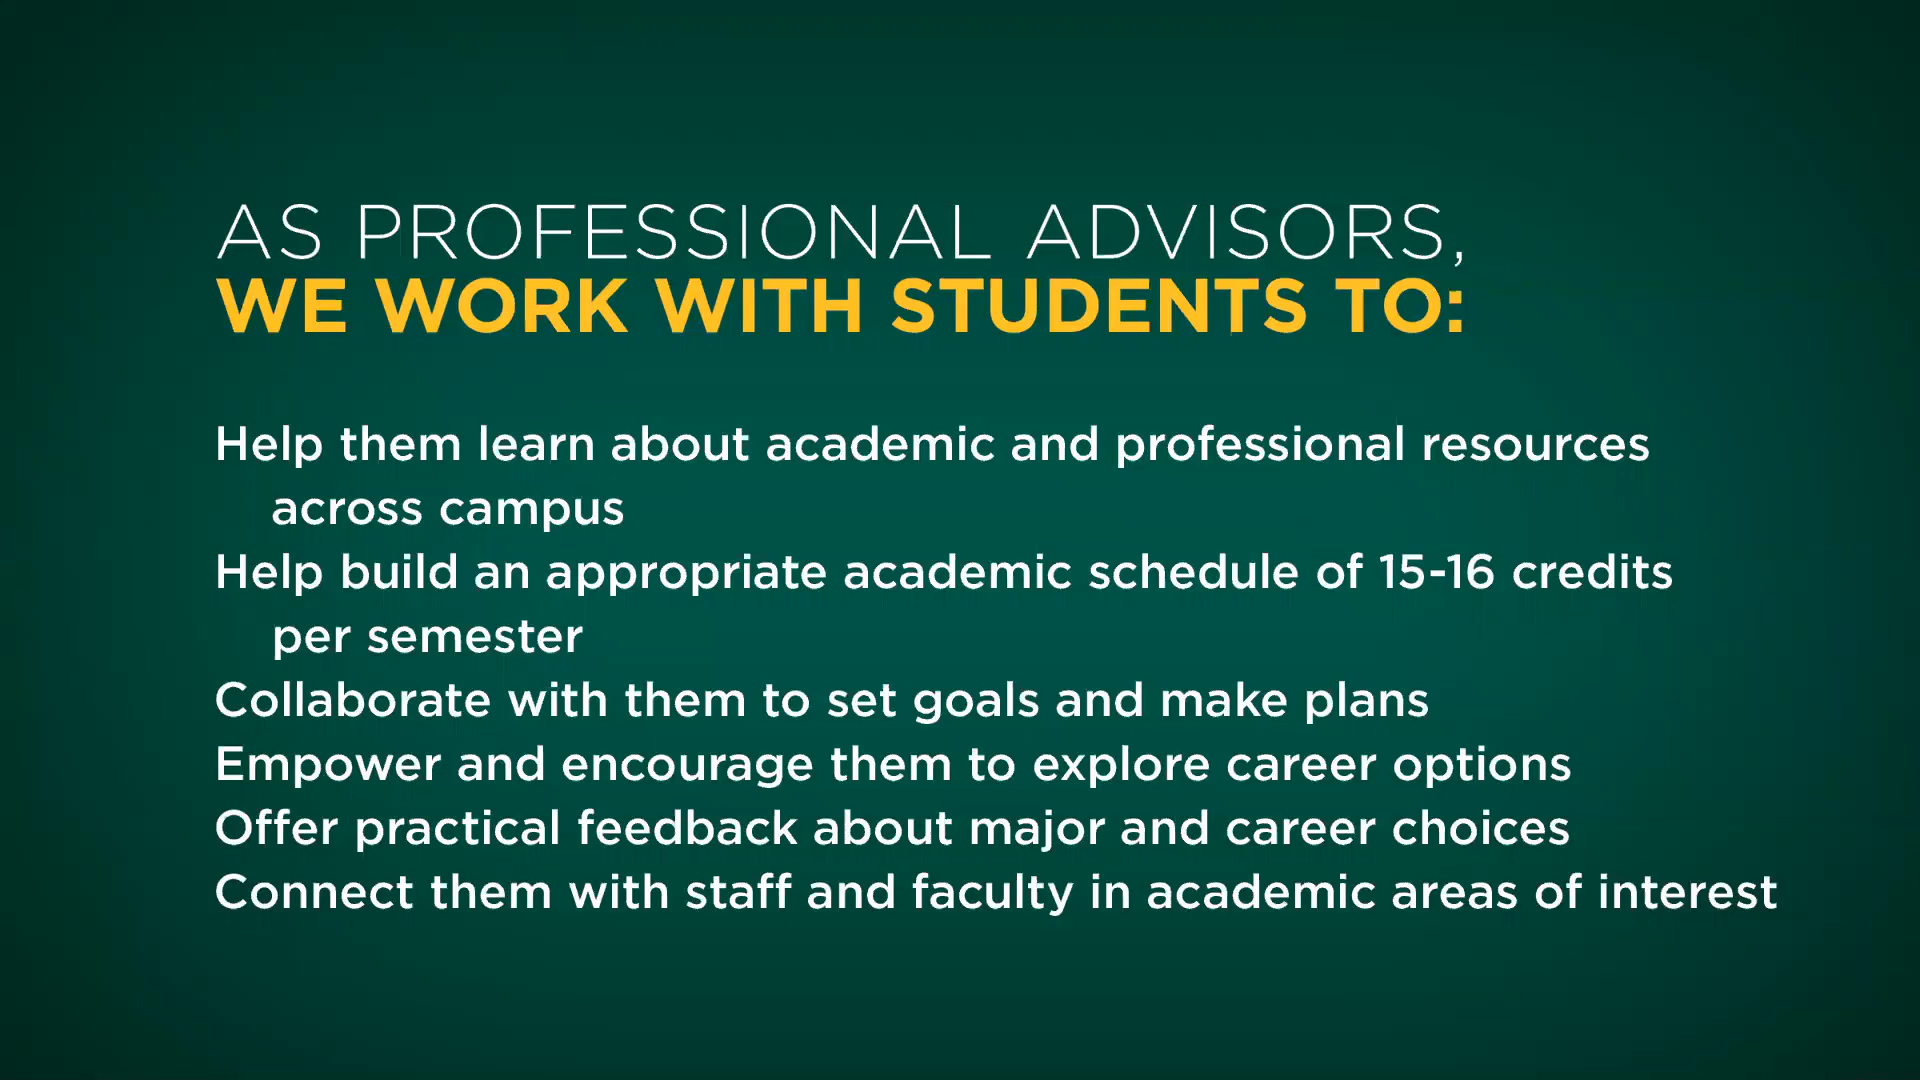 AS PROFESSIONAL ADVISORS,
WE WORK WITH STUDENTS TO:
Help them learn about academic and professional resources
across campus
Help build an appropriate academic schedule of 15-16 credits
per semester
Collaborate with them to set goals and make plans
Empower and encourage them to explore career options
Offer practical feedback about major and career choices
Connect them with staff and faculty in academic areas of interest